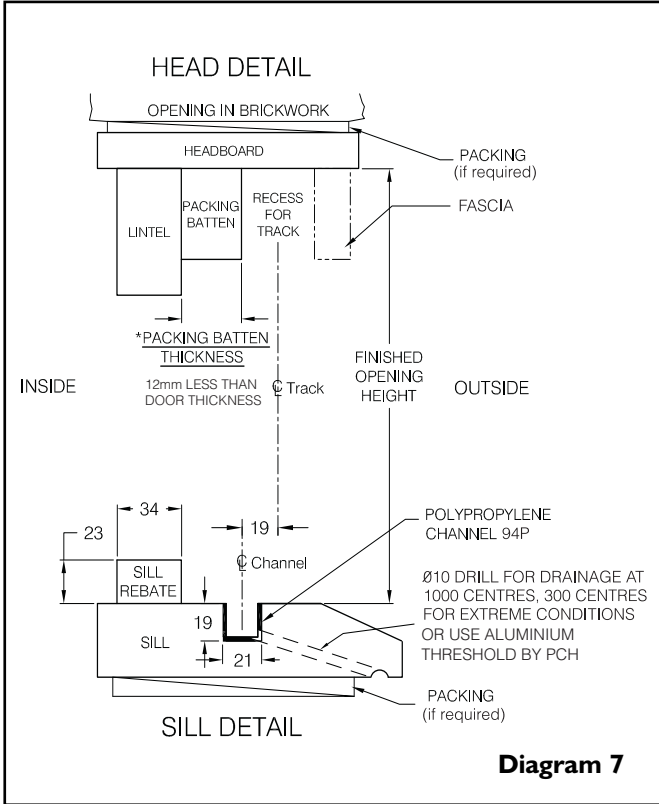 HEAD DETAIL
OPENING IN BRICKWORK
HEADBOARD
PACKING
(if required)
LINTEL
PACKING
BATTEN
RECESS
FOR
TRACK
FASCIA
*PACKING BATTEN
THICKNESS
12mm LESS THAN
DOOR THICKNESS
℄ Track
FINISHED
OPENING
HEIGHT
INSIDE
OUTSIDE
34
23
19
SILL
REBATE
℄ Channel
POLYPROPYLENE
CHANNEL 94P
Ø10 DRILL FOR DRAINAGE AT
1000 CENTRES, 300 CENTRES
FOR EXTREME CONDITIONS
OR USE ALUMINIUM
THRESHOLD BY PCH
SILL
19
21
PACKING
(if required)
SILL DETAIL
Diagram 7